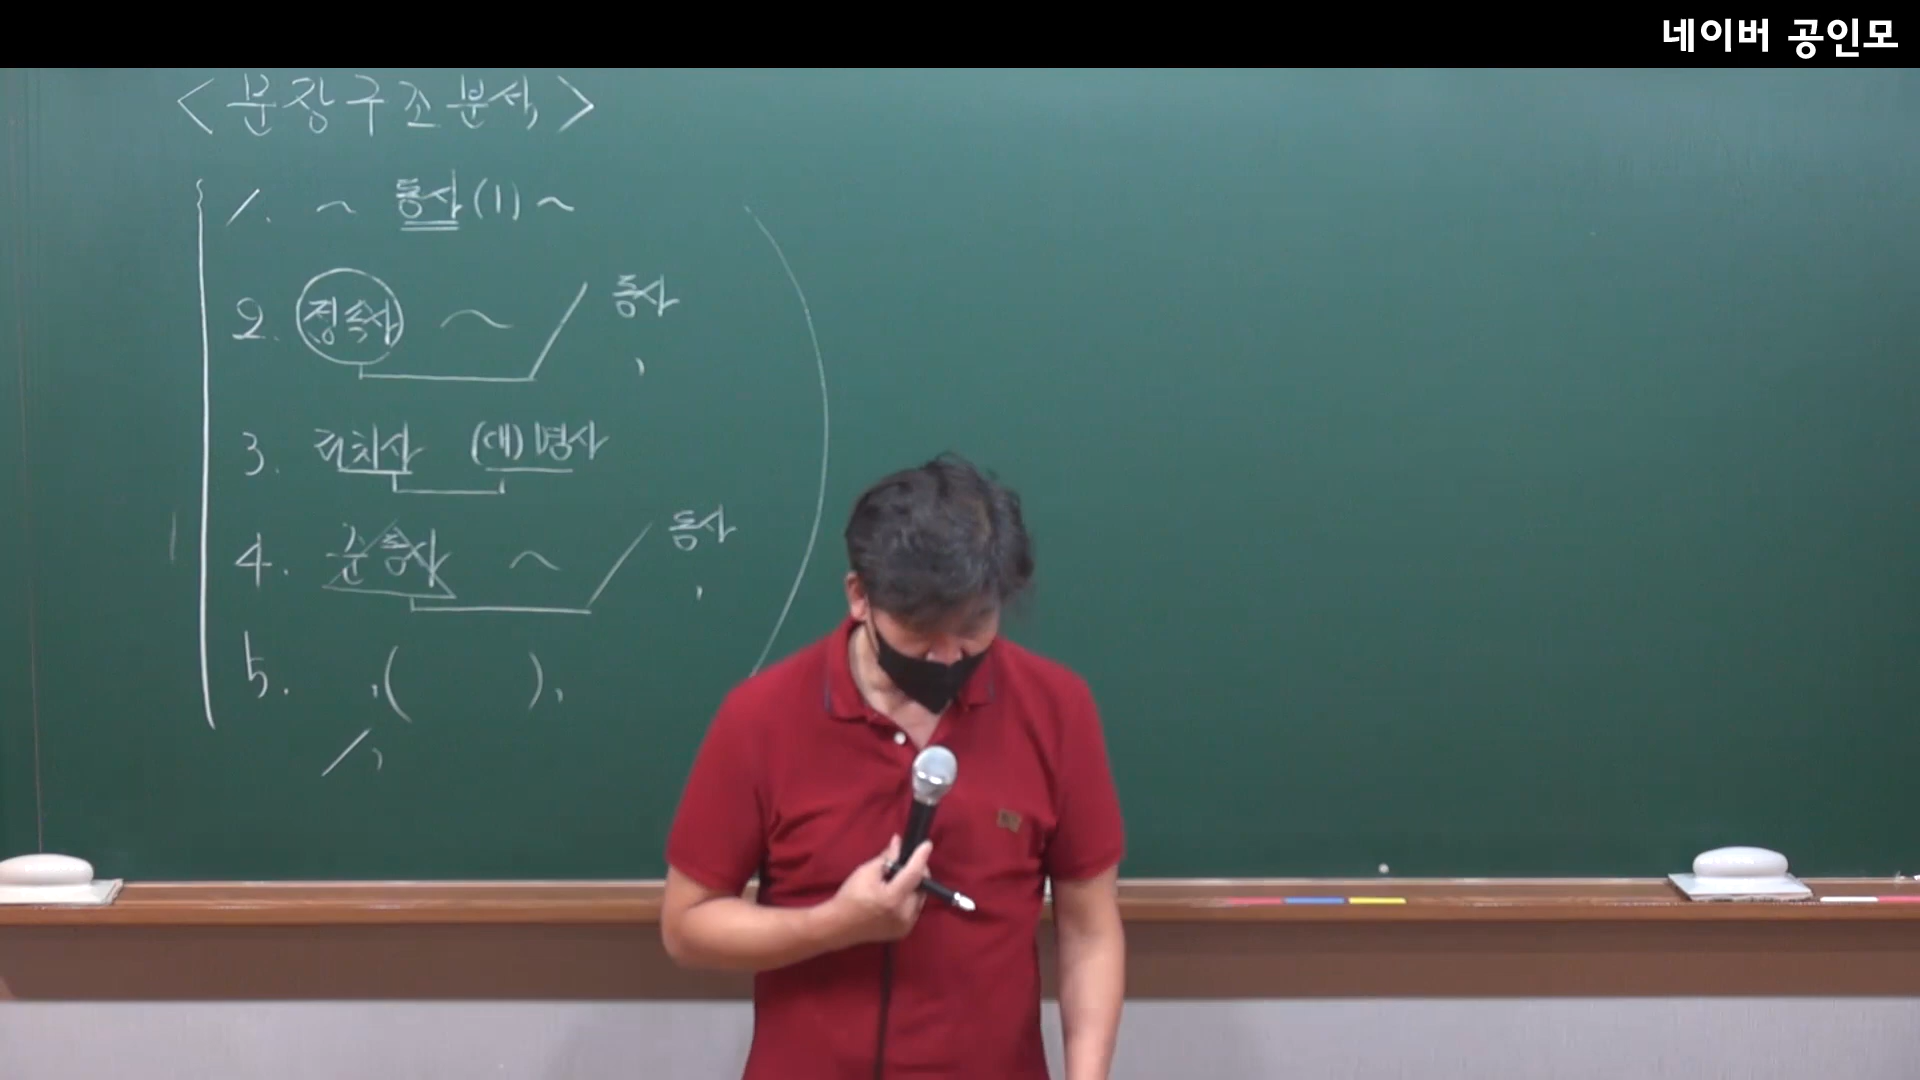 네이버 공인모
<문장구조분석>
1. ~ 동사(1) ~
2. 접속사 ~ / 동사
,
3. 전치사 (대)명사
4. 준동사 ~ / 동사
,
5. ,( ),
/,